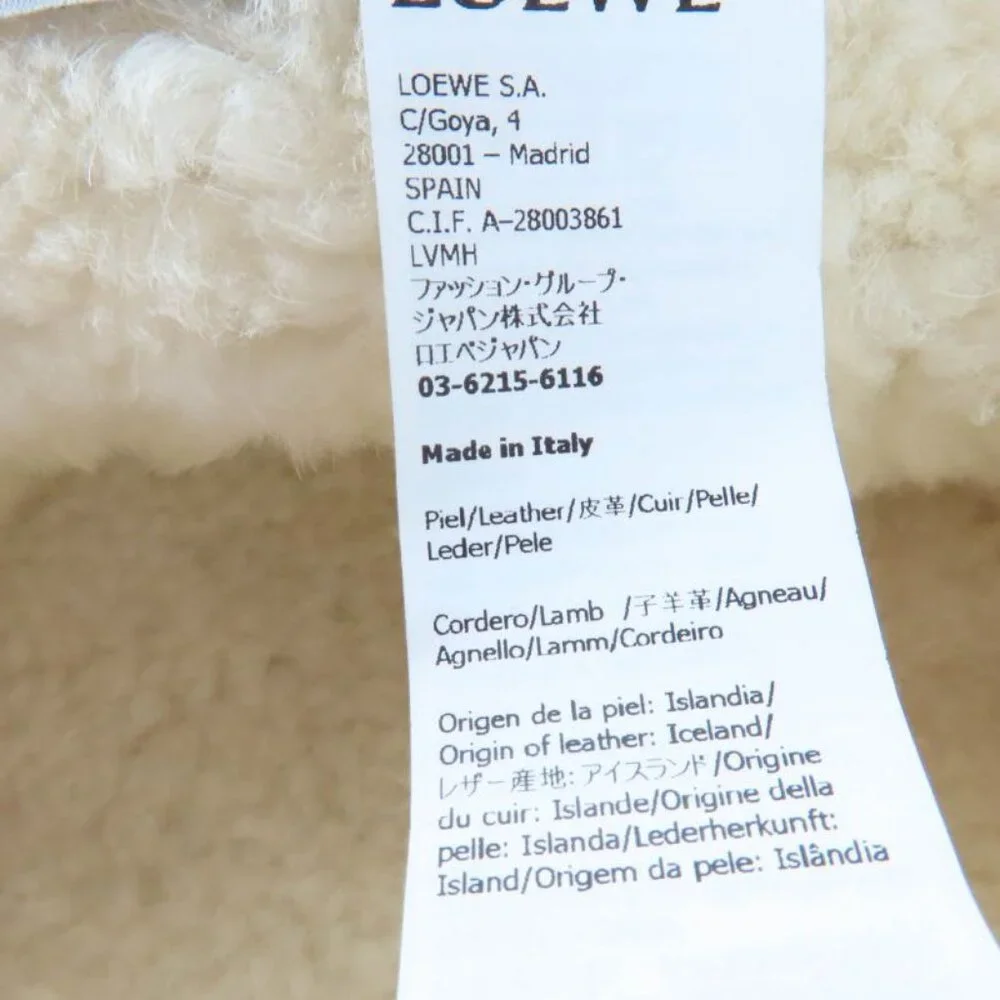 LOEWE
LOEWE S.A.
C/Goya, 4
28001 – Madrid
SPAIN
C.I.F. A–28003861
LVMH
ファッション・グループ・
ジャパン株式会社
ロエベジャパン
03-6215-6116
Made in Italy
Piel/Leather/皮革/Cuir/Pelle/
Leder/Pele
Cordero/Lamb /子羊革/Agneau/
Agnello/Lamm/Cordeiro
Origen de la piel: Islandia/
Origin of leather: Iceland/
レザー産地: アイスランド/Origine
du cuir: Islande/Origine della
pelle: Islanda/Lederherkunft:
Island/Origem da pele: Islândia